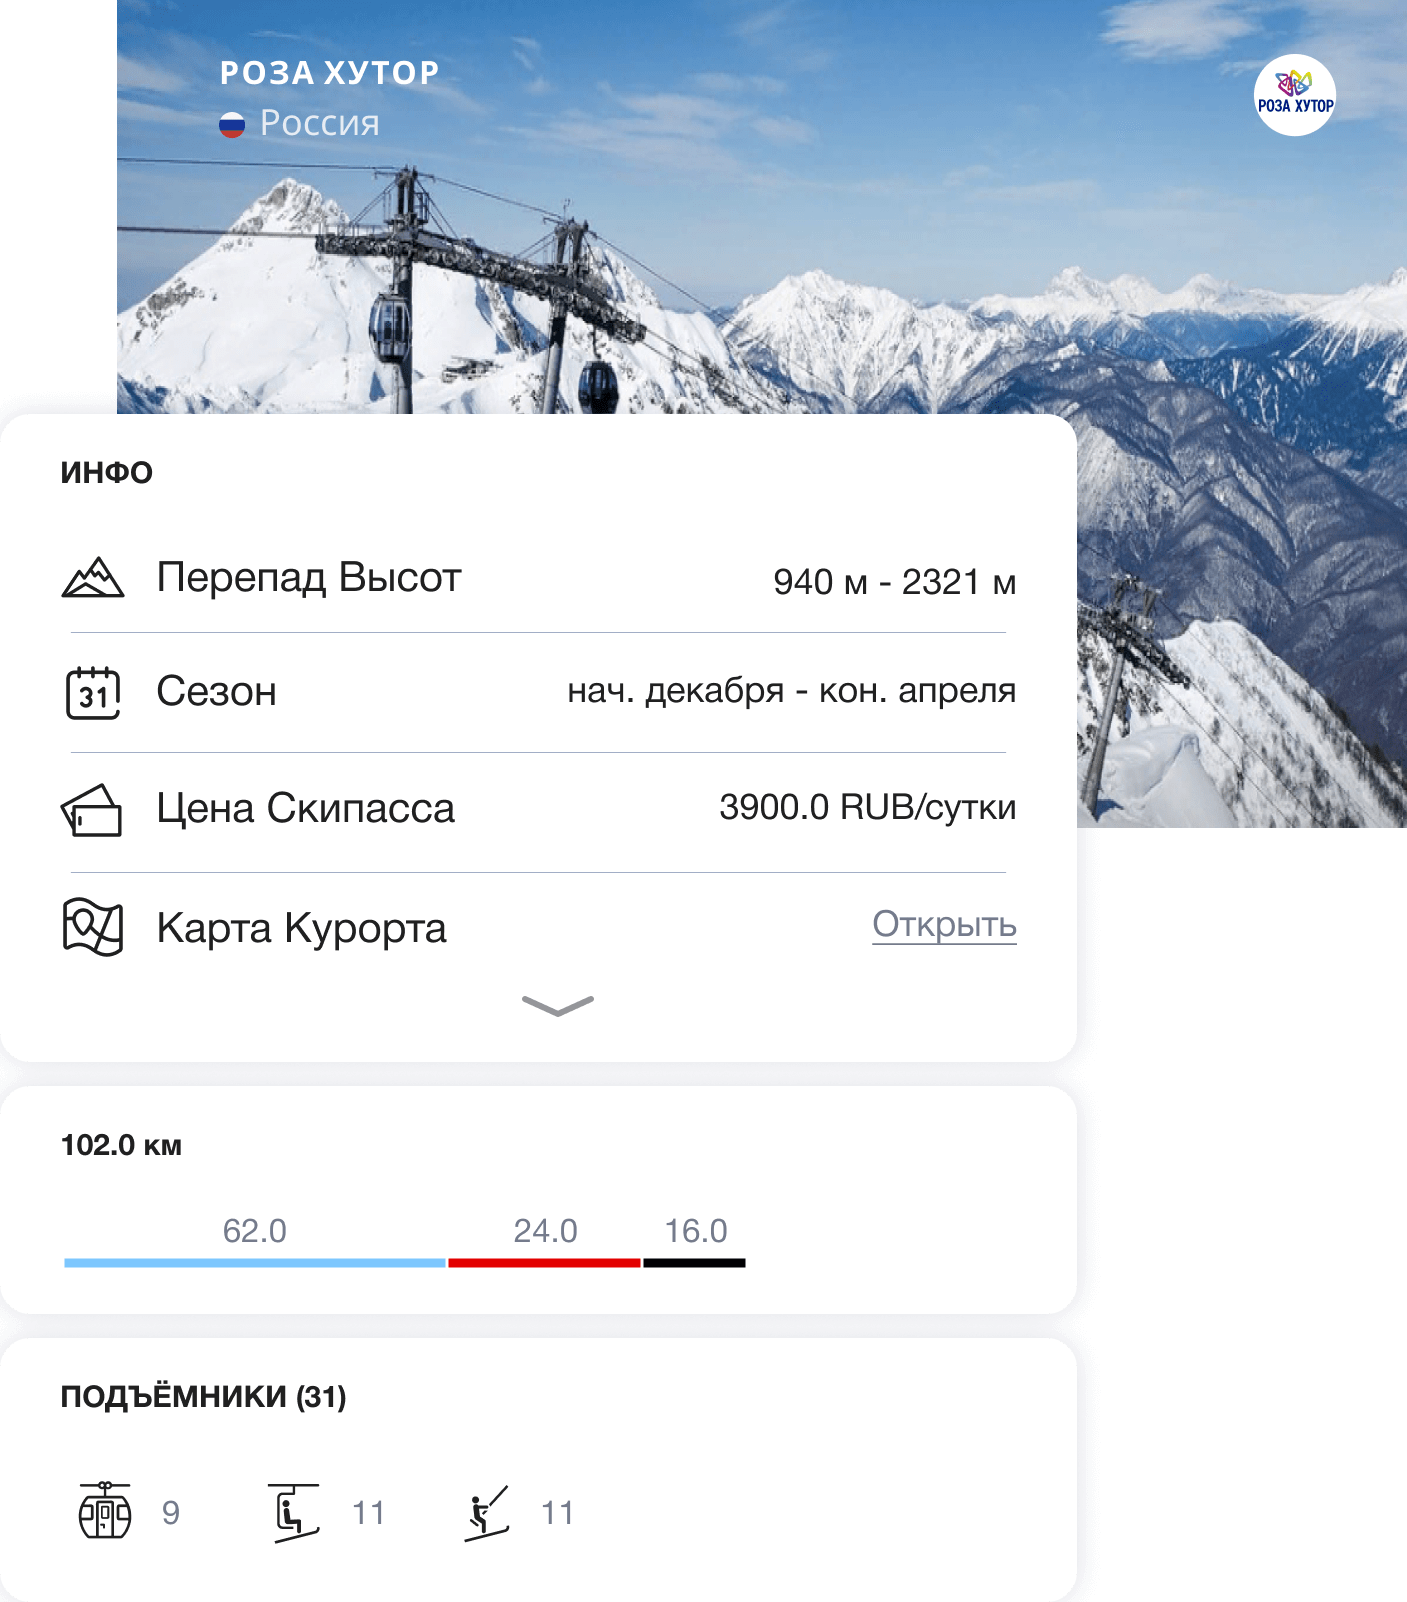 РОЗА ХУТОР
Россия
РОЗА ХУТОР
ИНФО
Перепад Высот 940 м - 2321 м
31 Сезон нач. декабря - кон. апреля
Цена Скипасса 3900.0 RUB/сутки
Карта Курорта Открыть
102.0 км
62.0 24.0 16.0
ПОДЪЁМНИКИ (31)
9 11 11